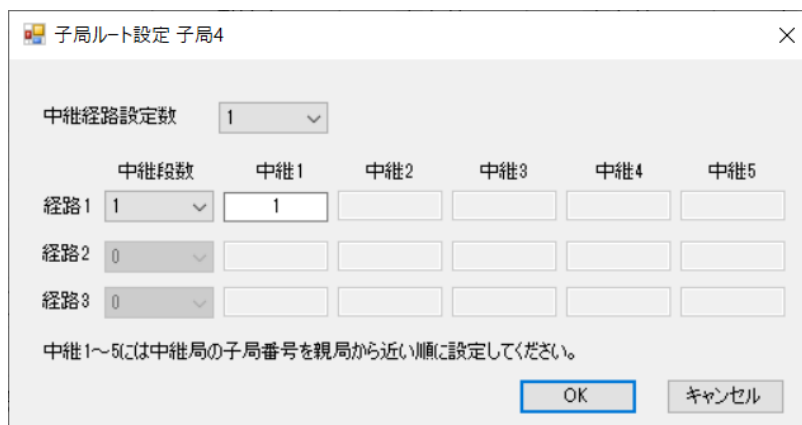 子局ルート設定 子局4
中継経路設定数 1
中継段数 中継1 中継2 中継3 中継4 中継5
経路1 1 1
経路2 0
経路3 0
中継1～5には中継局の子局番号を親局から近い順に設定してください。
OK キャンセル